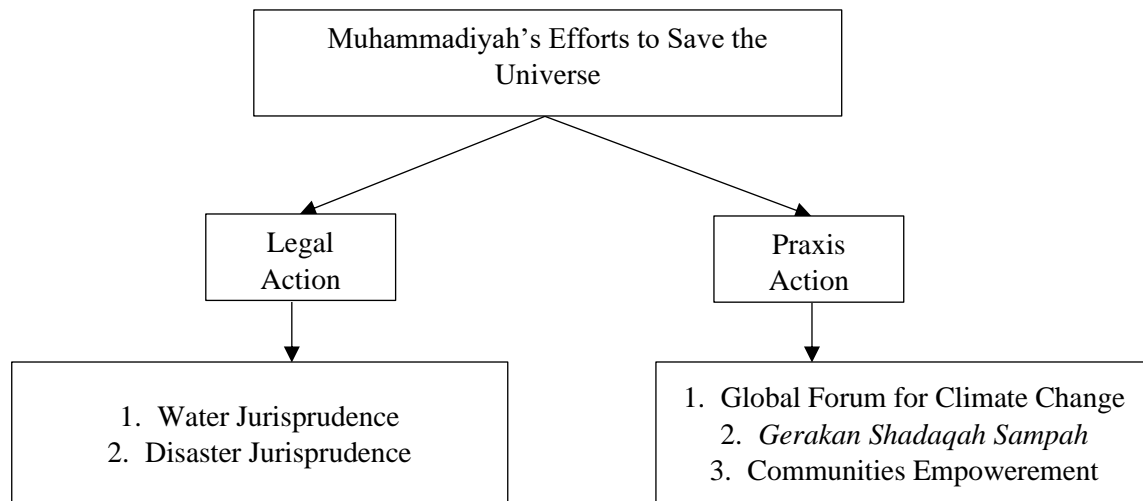 Muhammadiyah’s Efforts to Save the
Universe
Legal
Action
Praxis
Action
1. Water Jurisprudence
2. Disaster Jurisprudence
1. Global Forum for Climate Change
2. Gerakan Shadaqah Sampah
3. Communities Empowerement